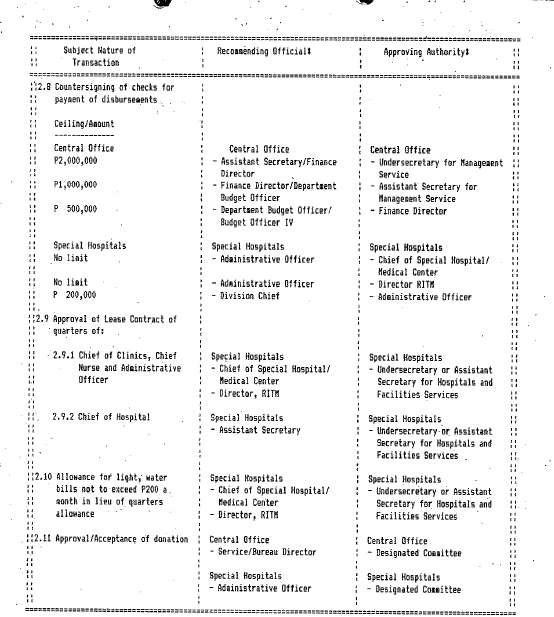 Subject Nature of Transaction | Recommending Official* | Approving Authority*
2.8 Countersigning of checks for payment of disbursements
Ceiling/Amount
--------------
Central Office | Central Office | Central Office
P2,000,000 | - Assistant Secretary/Finance Director | - Undersecretary for Management Service
P1,000,000 | - Finance Director/Department Budget Officer | - Assistant Secretary for Management Service
P 500,000 | - Department Budget Officer/ Budget Officer IV | - Finance Director
Special Hospitals | Special Hospitals | Special Hospitals
No limit | - Administrative Officer | - Chief of Special Hospital/ Medical Center
No limit | - Administrative Officer | - Director RITM
P 200,000 | - Division Chief | - Administrative Officer
2.9 Approval of Lease Contract of quarters of:
2.9.1 Chief of Clinics, Chief Nurse and Administrative Officer | Special Hospitals - Chief of Special Hospital/ Medical Center - Director, RITM | Special Hospitals - Undersecretary or Assistant Secretary for Hospitals and Facilities Services
2.9.2 Chief of Hospital | Special Hospitals - Assistant Secretary | Special Hospitals - Undersecretary or Assistant Secretary for Hospitals and Facilities Services
2.10 Allowance for light, water bills not to exceed P200 a month in lieu of quarters allowance | Special Hospitals - Chief of Special Hospital/ Medical Center - Director, RITM | Special Hospitals - Undersecretary or Assistant Secretary for Hospitals and Facilities Services
2.11 Approval/Acceptance of donation | Central Office - Service/Bureau Director | Central Office - Designated Committee
Special Hospitals - Administrative Officer | Special Hospitals - Designated Committee